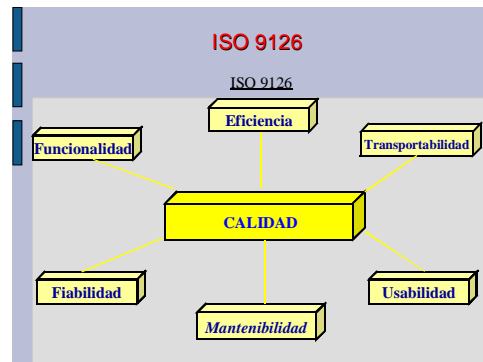 ISO 9126
ISO 9126
Eficiencia
Funcionalidad
Transportabilidad
CALIDAD
Fiabilidad
Usabilidad
Mantenibilidad